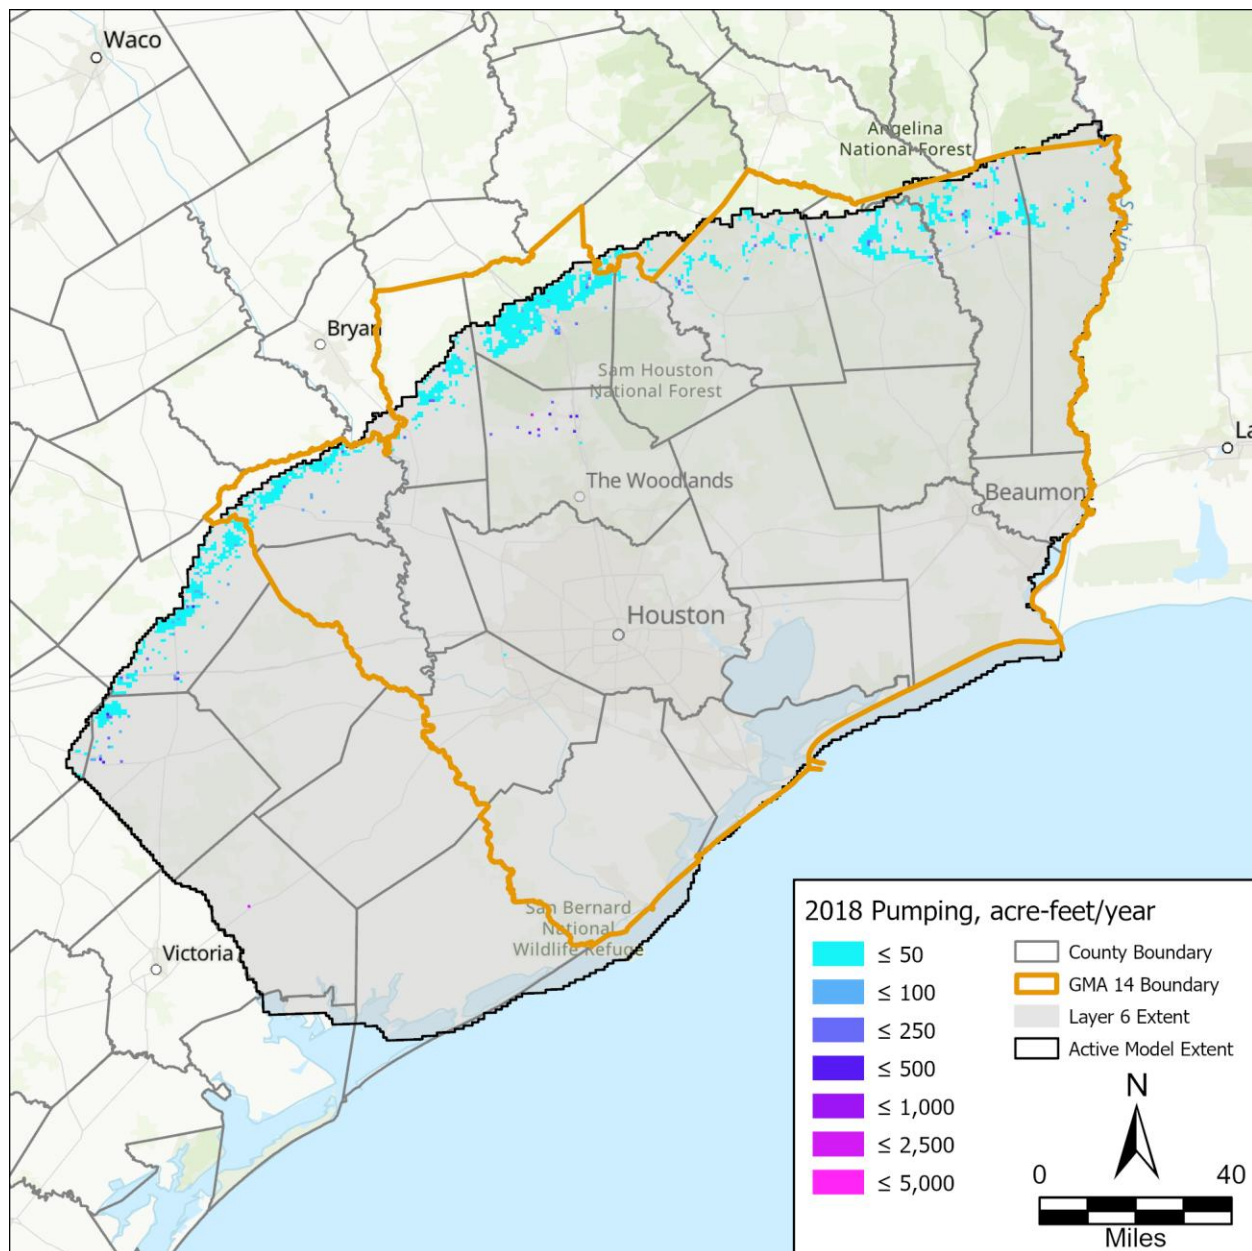 Waco
Angelina
National Forest
Bryan
Sam Houston
National Forest
La
The Woodlands
Beaumon
Houston
San Bernard
National
Wildlife Refuge
Victoria
2018 Pumping, acre-feet/year
≤ 50
≤ 100
≤ 250
≤ 500
≤ 1,000
≤ 2,500
≤ 5,000
County Boundary
GMA 14 Boundary
Layer 6 Extent
Active Model Extent
N
0 40
Miles